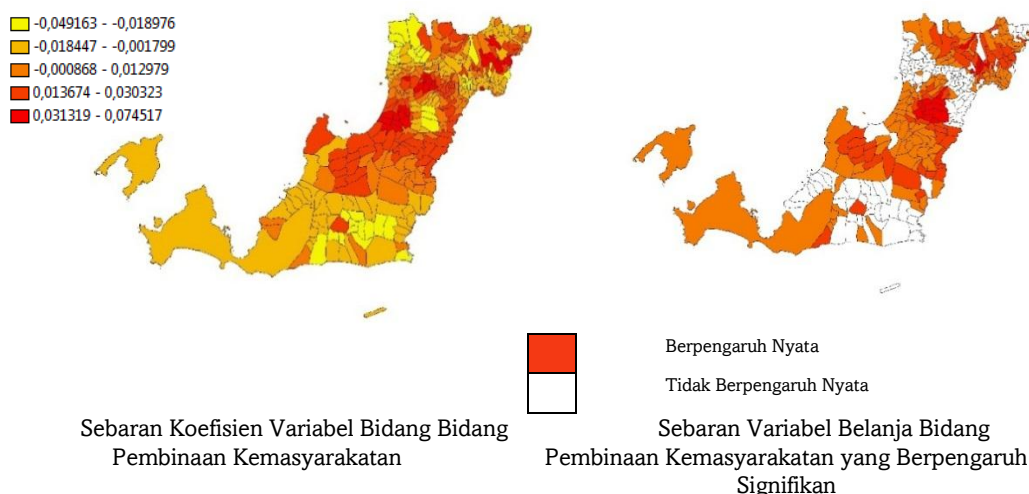 -0,049163 - -0,018976
-0,018447 - -0,001799
-0,000868 - 0,012979
0,013674 - 0,030323
0,031319 - 0,074517
Berpengaruh Nyata
Tidak Berpengaruh Nyata
Sebaran Koefisien Variabel Bidang Bidang
Pembinaan Kemasyarakatan
Sebaran Variabel Belanja Bidang
Pembinaan Kemasyarakatan yang Berpengaruh
Signifikan